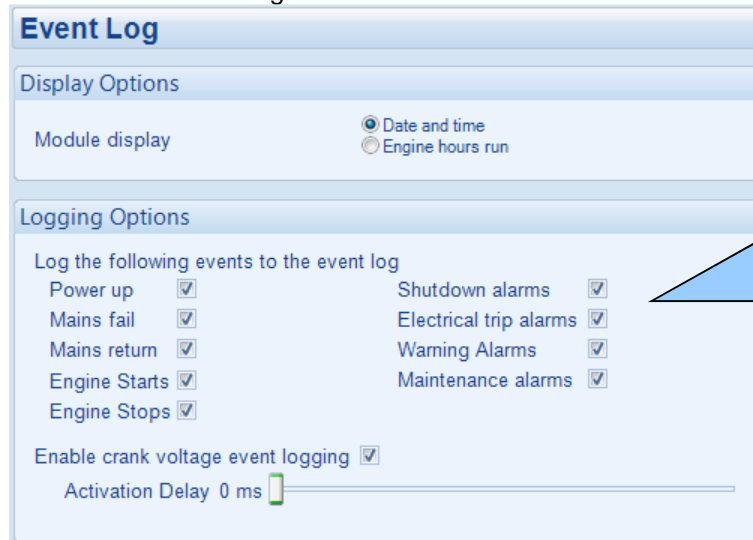 Event Log
Display Options
Module display
Date and time
Engine hours run
Logging Options
Log the following events to the event log
Power up
Shutdown alarms
Mains fail
Electrical trip alarms
Mains return
Warning Alarms
Engine Starts
Maintenance alarms
Engine Stops
Enable crank voltage event logging
Activation Delay 0 ms